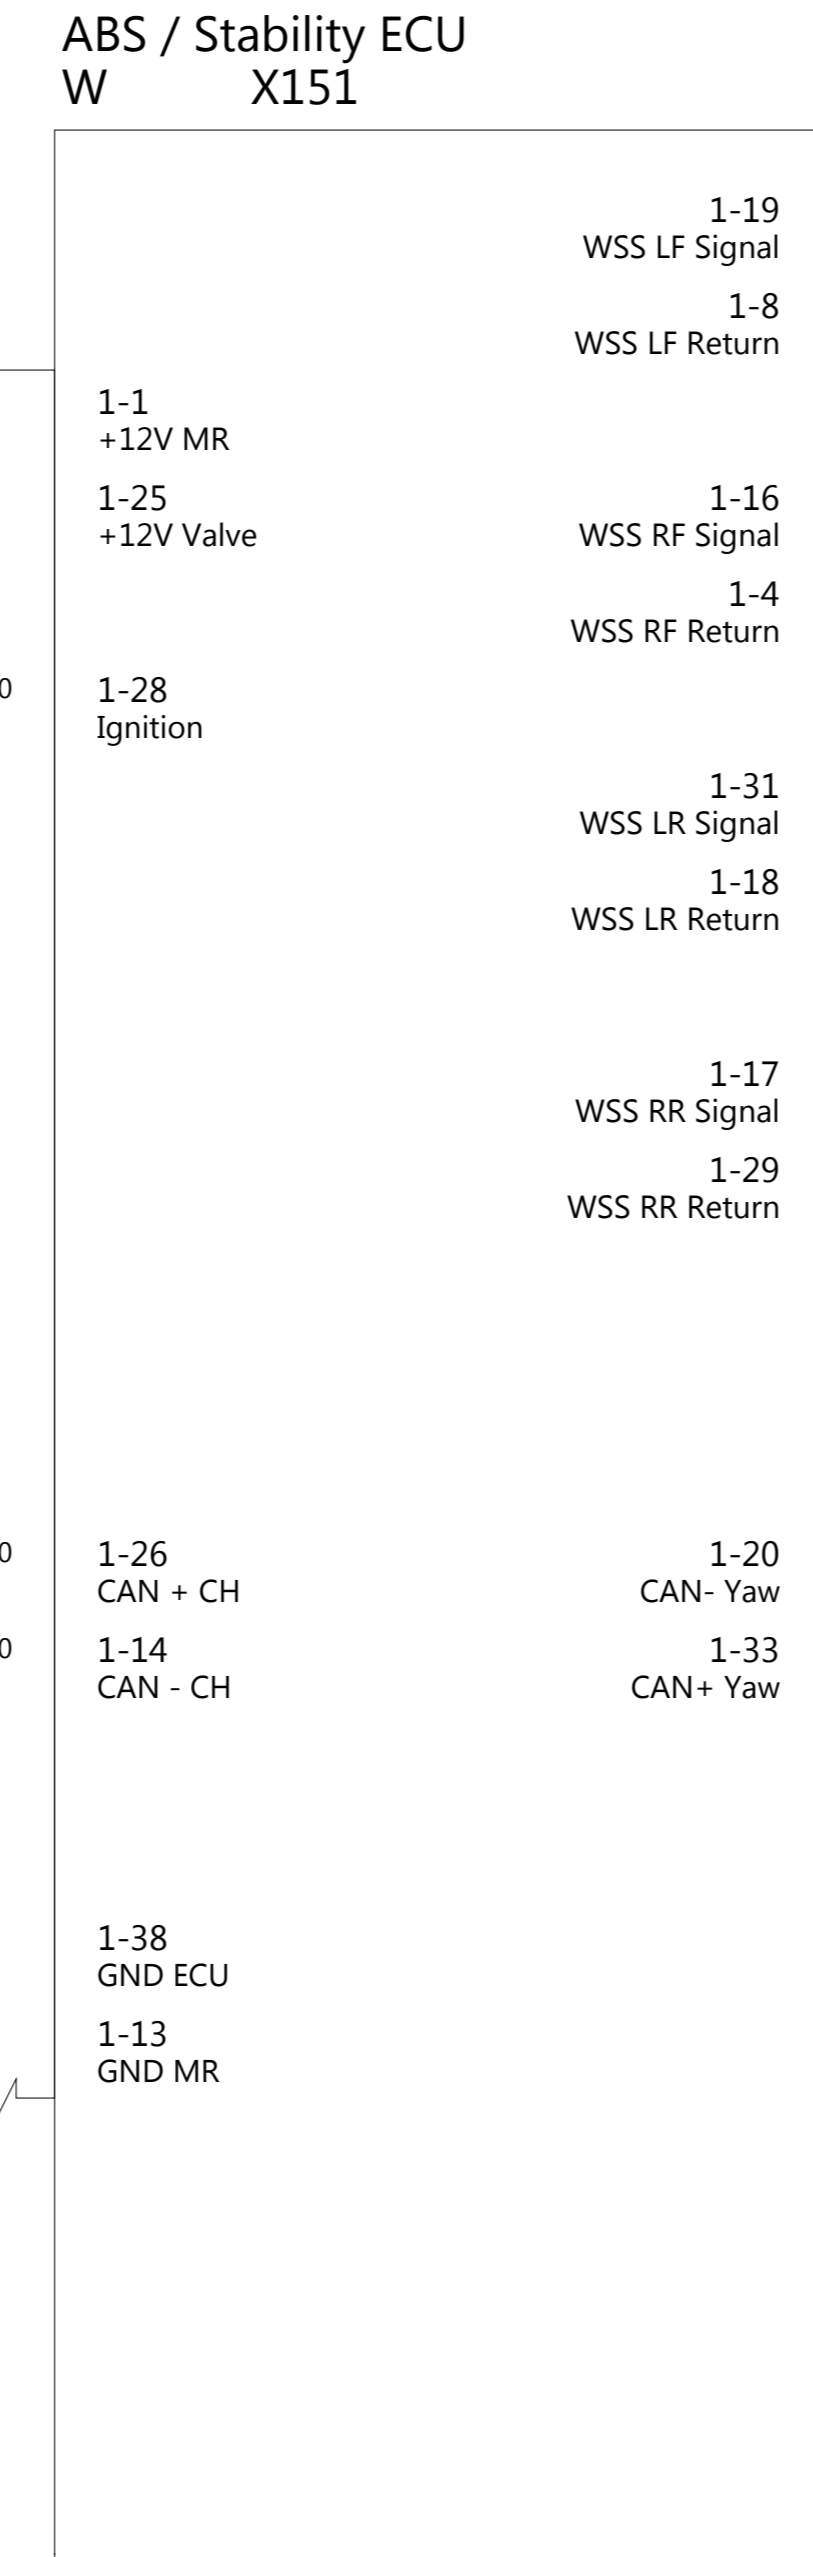 ABS / Stability ECU
W X151
1-19
WSS LF Signal
1-8
WSS LF Return
1-1
+12V MR
1-25
+12V Valve
1-16
WSS RF Signal
1-4
WSS RF Return
0
1-28
Ignition
1-31
WSS LR Signal
1-18
WSS LR Return
1-17
WSS RR Signal
1-29
WSS RR Return
0
1-26
CAN + CH
1-20
CAN- Yaw
0
1-14
CAN - CH
1-33
CAN+ Yaw
1-38
GND ECU
1-13
GND MR